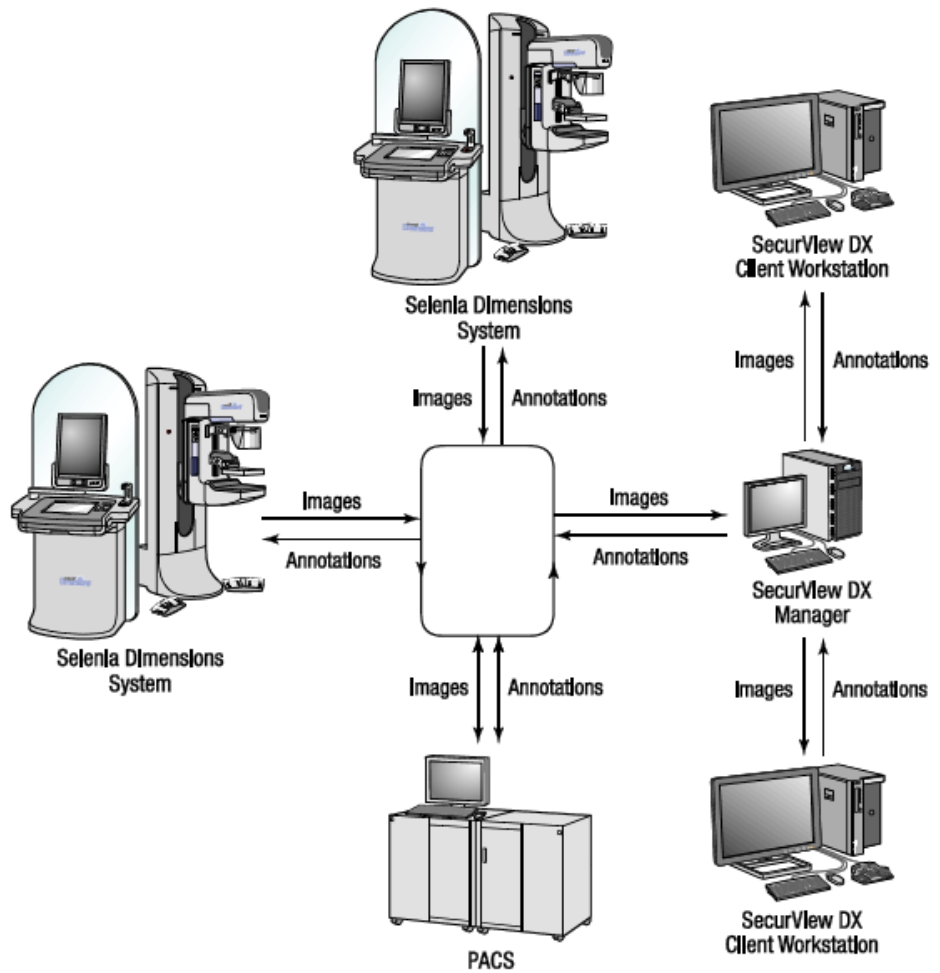 SecurView DX
Client Workstation
Selenia Dimensions
System
Images
Annotations
Images
Annotations
Images
Annotations
Images
Annotations
SecurView DX
Manager
Selenia Dimensions
System
Images
Annotations
Images
Annotations
PACS
SecurView DX
Client Workstation